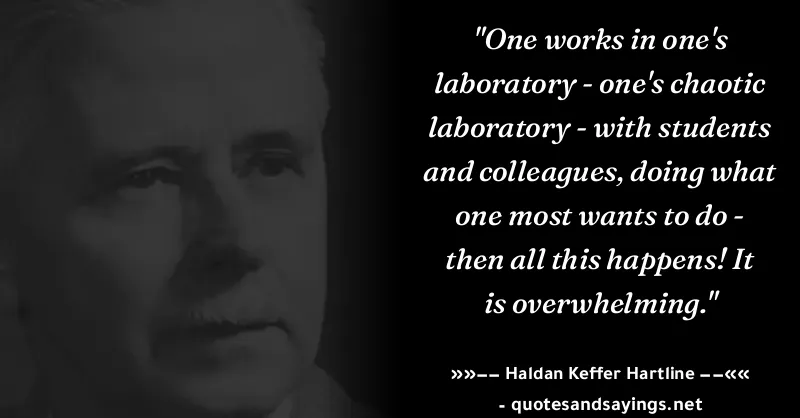 "One works in one's
laboratory - one's chaotic
laboratory - with students
and colleagues, doing what
one most wants to do -
then all this happens! It
is overwhelming."
»»−− Haldan Keffer Hartline −−««
- quotesandsayings.net